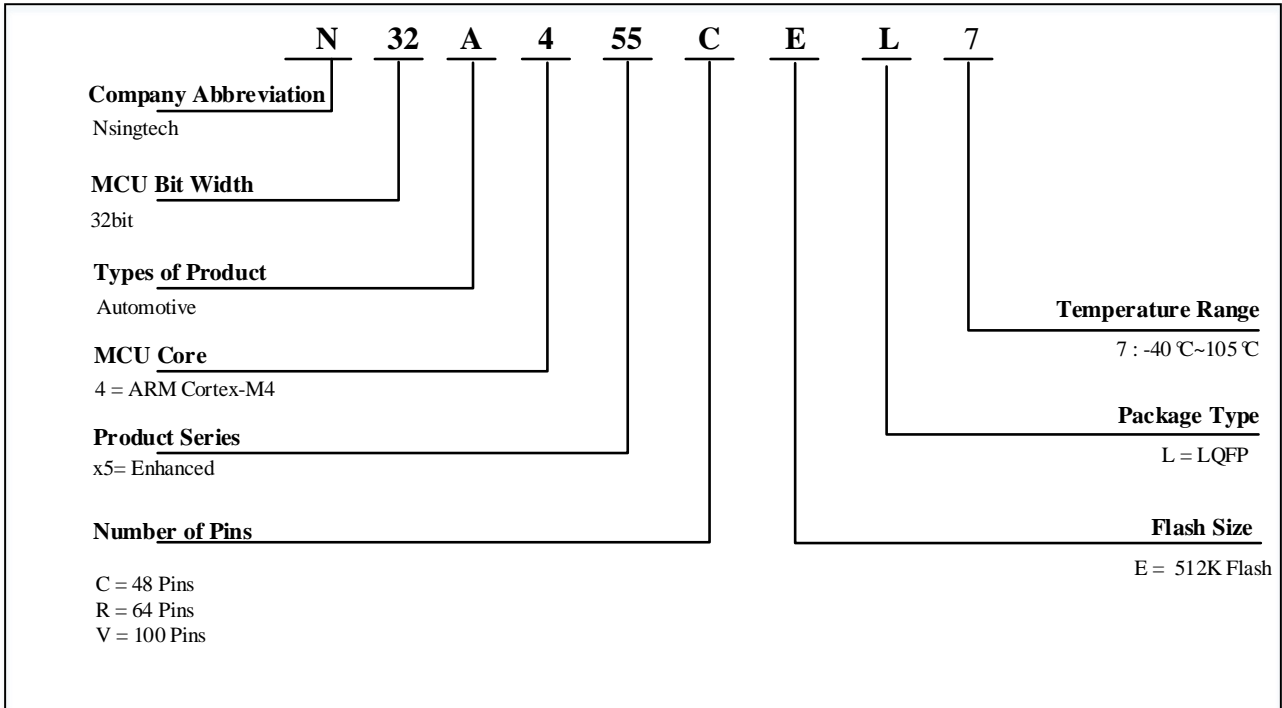 N 32 A 4 55 C E L 7
Company Abbreviation
Nsingtech
MCU Bit Width
32bit
Types of Product
Automotive
MCU Core
4 = ARM Cortex-M4
Product Series
x5= Enhanced
Number of Pins
C = 48 Pins
R = 64 Pins
V = 100 Pins
Temperature Range
7 : -40 ℃~105 ℃
Package Type
L = LQFP
Flash Size
E = 512K Flash